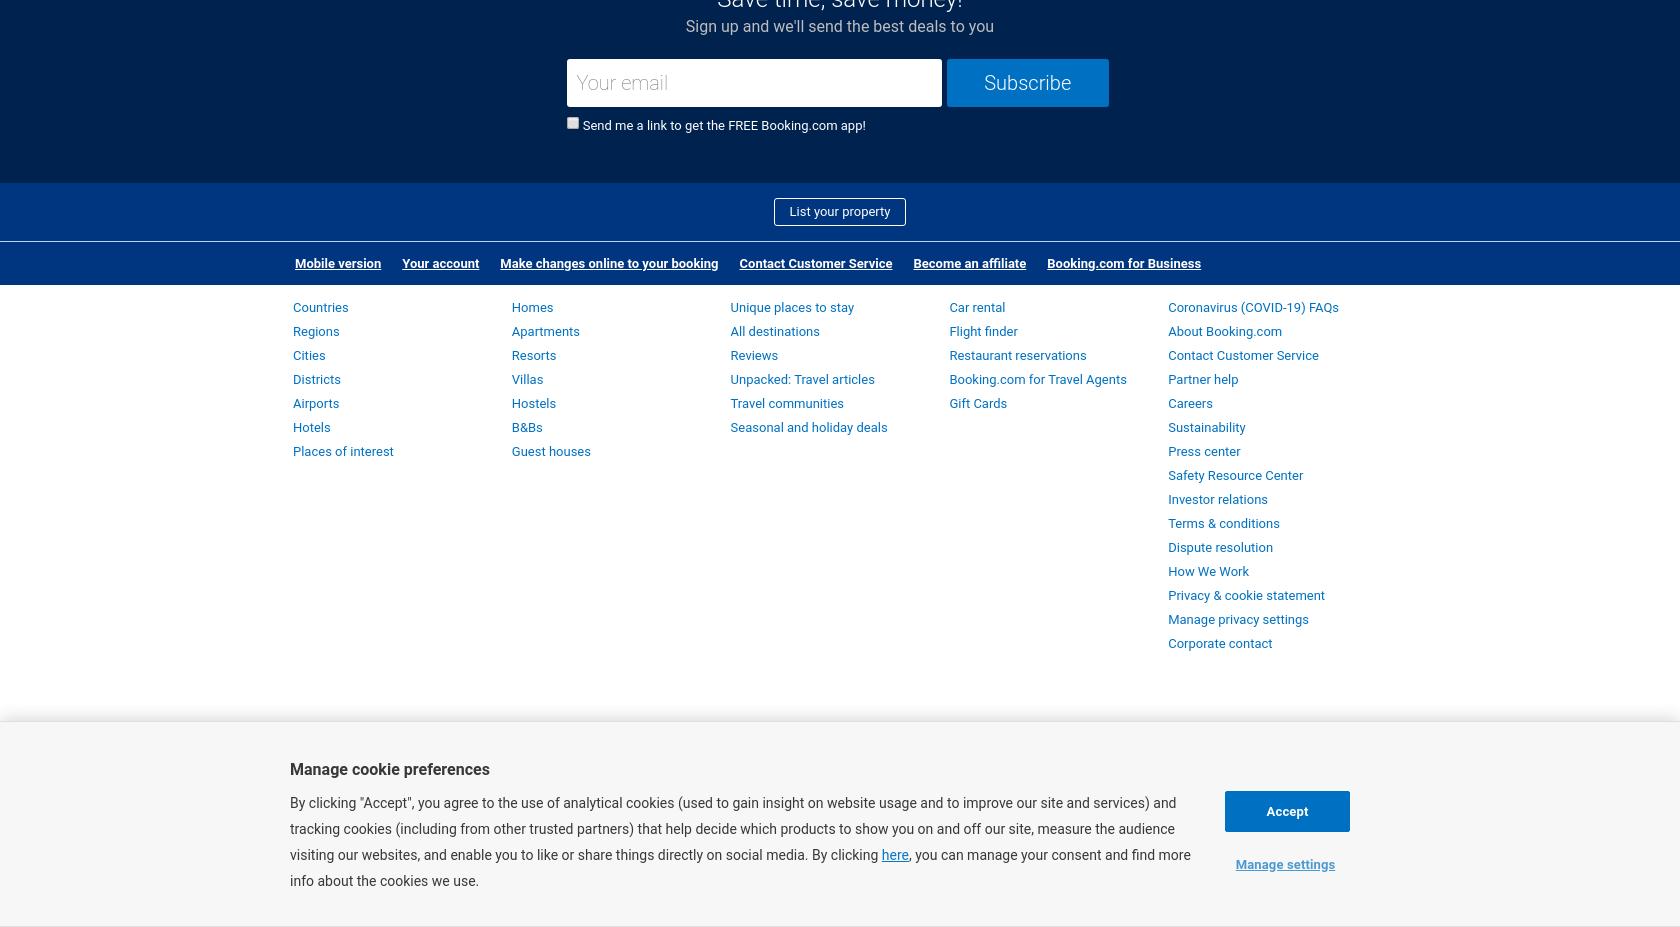 Save time, save money!
Sign up and we'll send the best deals to you
Your email
Subscribe
Send me a link to get the FREE Booking.com app!
List your property
Mobile version Your account Make changes online to your booking Contact Customer Service Become an affiliate Booking.com for Business
Countries
Regions
Cities
Districts
Airports
Hotels
Places of interest
Homes
Apartments
Resorts
Villas
Hostels
B&Bs
Guest houses
Unique places to stay
All destinations
Reviews
Unpacked: Travel articles
Travel communities
Seasonal and holiday deals
Car rental
Flight finder
Restaurant reservations
Booking.com for Travel Agents
Gift Cards
Coronavirus (COVID-19) FAQs
About Booking.com
Contact Customer Service
Partner help
Careers
Sustainability
Press center
Safety Resource Center
Investor relations
Terms & conditions
Dispute resolution
How We Work
Privacy & cookie statement
Manage privacy settings
Corporate contact
Manage cookie preferences
By clicking "Accept", you agree to the use of analytical cookies (used to gain insight on website usage and to improve our site and services) and
tracking cookies (including from other trusted partners) that help decide which products to show you on and off our site, measure the audience
visiting our websites, and enable you to like or share things directly on social media. By clicking here, you can manage your consent and find more
info about the cookies we use.
Accept
Manage settings